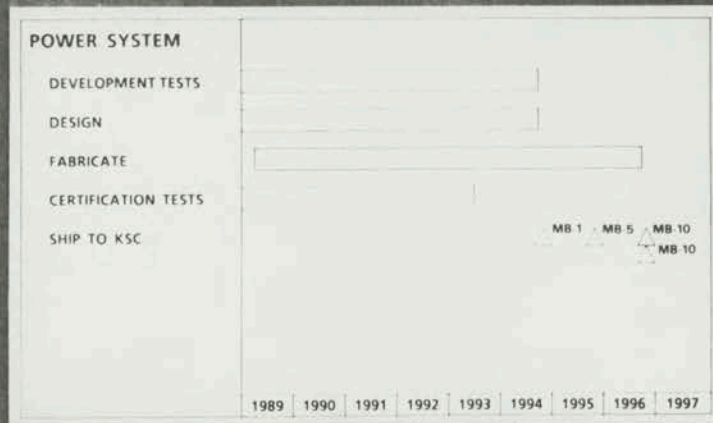 POWER SYSTEM
DEVELOPMENT TESTS
DESIGN
FABRICATE
CERTIFICATION TESTS
SHIP TO KSC
MB-1
MB-5
MB-10
MB-10
1989 1990 1991 1992 1993 1994 1995 1996 1997